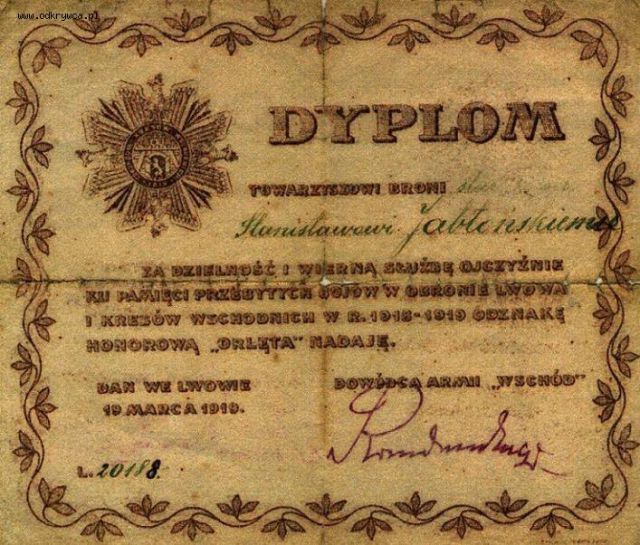 www.odkrywca.pl
DYPLOM
TOWARZYSZOWI BRONI
Stanisławowi Jabłońskiemu
ZA DZIELNOŚĆ I WIERNĄ SŁUŻBĘ OJCZYŹNIE
KU PAMIĘCI PRZEBYTYCH BOJÓW W OBRONIE LWOWA
I KRESÓW WSCHODNICH W R. 1918-1919 ODZNAKĘ
HONOROWĄ „ORLĘTA" NADAJĘ.
DAN WE LWOWIE
19 MARCA 1919.
DOWÓDCA ARMII „WSCHÓD"
L. 20188.